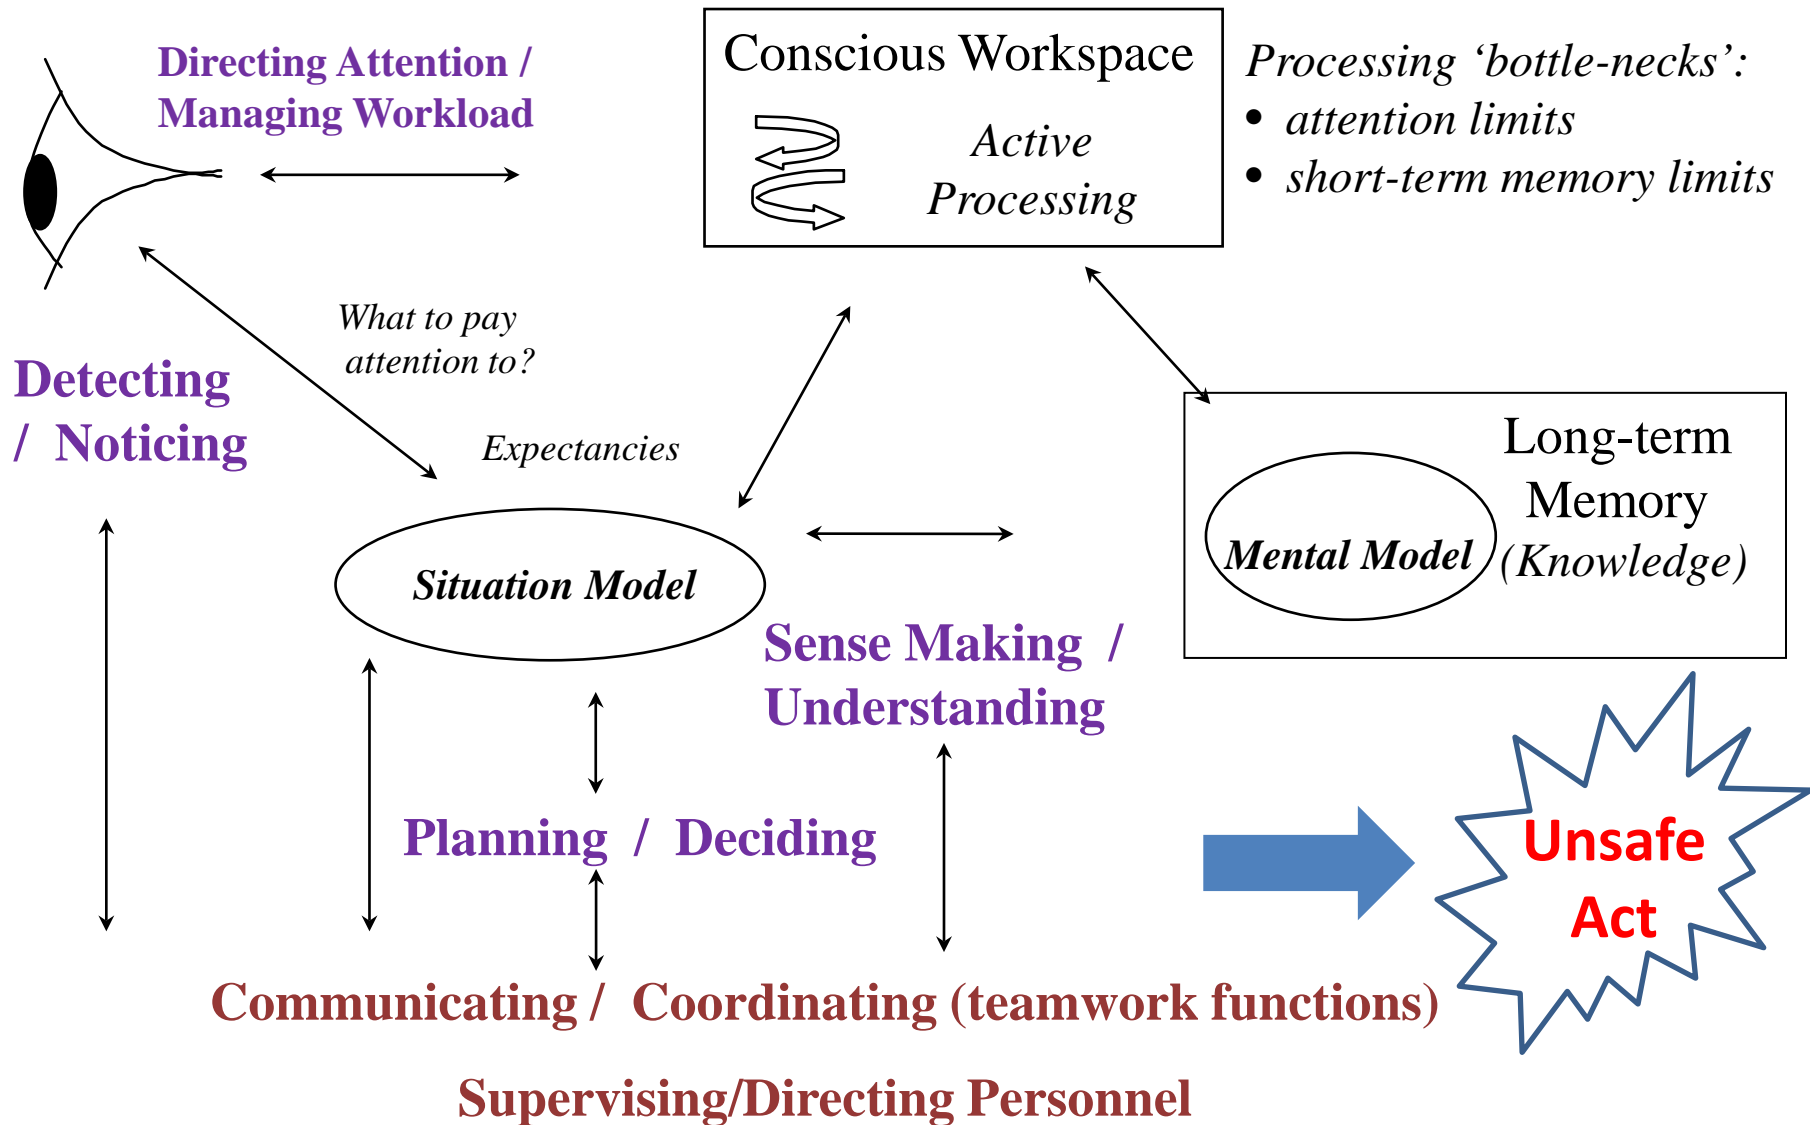 Directing Attention /
Managing Workload
Conscious Workspace
Active
Processing
Processing ‘bottle-necks’:
• attention limits
• short-term memory limits
What to pay
attention to?
Detecting
/ Noticing
Expectancies
Long-term
Memory
(Knowledge)
Mental Model
Situation Model
Sense Making /
Understanding
Planning / Deciding
Unsafe
Act
Communicating / Coordinating (teamwork functions)
Supervising/Directing Personnel